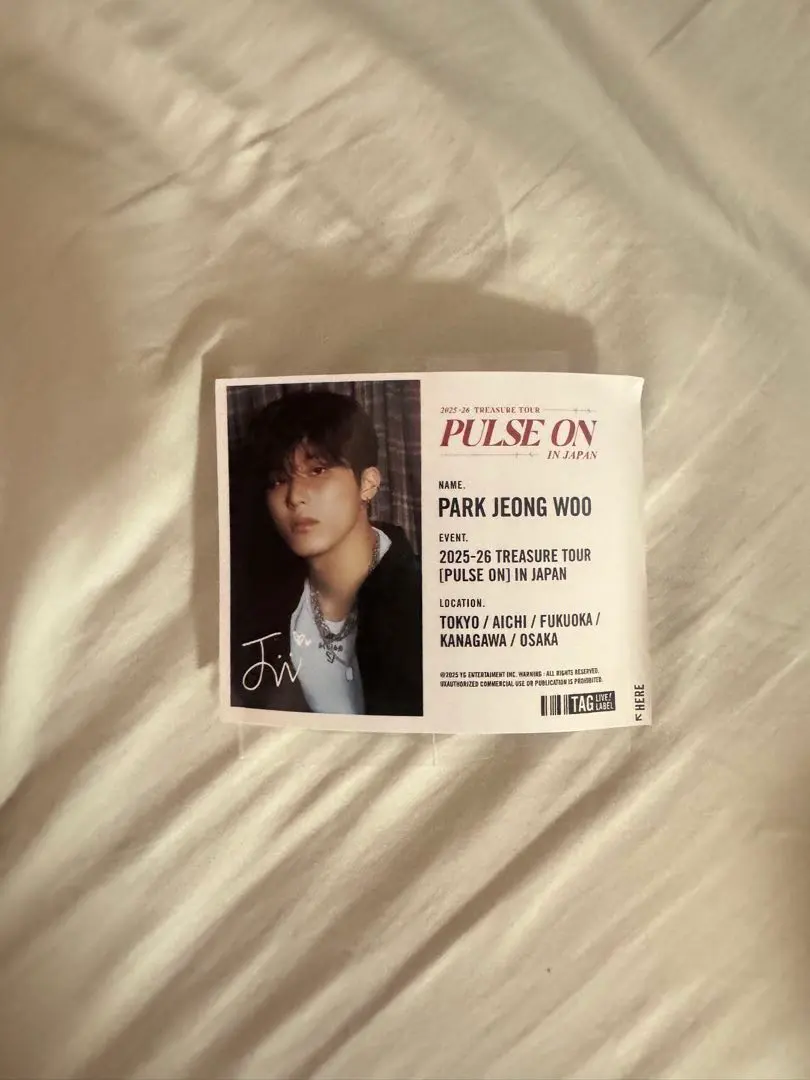 2025-26 TREASURE TOUR
PULSE ON
IN JAPAN
NAME.
PARK JEONG WOO
EVENT.
2025-26 TREASURE TOUR
[PULSE ON] IN JAPAN
LOCATION.
TOKYO / AICHI / FUKUOKA /
KANAGAWA / OSAKA
©2025 YG ENTERTAIMENT INC. WARNING : ALL RIGHTS RESERVED.
UNAUTHORIZED COMMERCIAL USE OR PUBLICATION IS PROHIBITED.
TAG LIVE!
LABEL
HERE